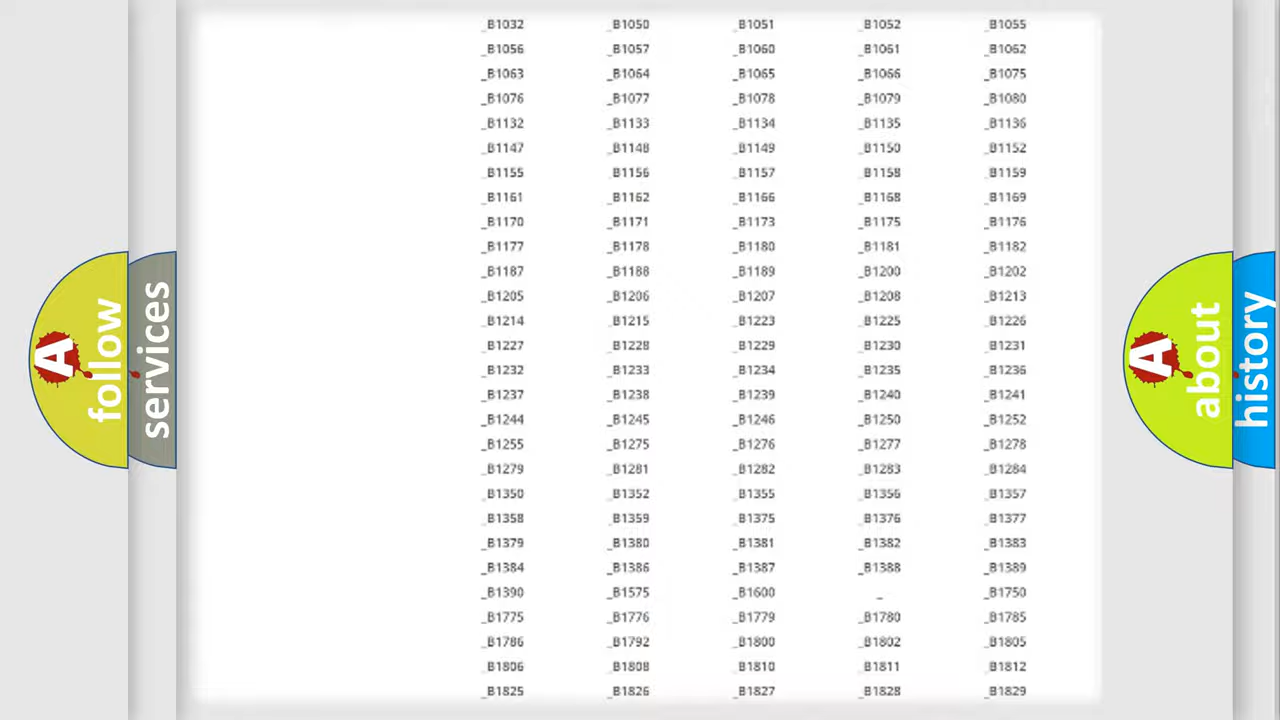 _B1032 _B1050 _B1051 _B1052 _B1055
_B1056 _B1057 _B1060 _B1061 _B1062
_B1063 _B1064 _B1065 _B1066 _B1075
_B1076 _B1077 _B1078 _B1079 _B1080
_B1132 _B1133 _B1134 _B1135 _B1136
_B1147 _B1148 _B1149 _B1150 _B1152
_B1155 _B1156 _B1157 _B1158 _B1159
_B1161 _B1162 _B1166 _B1168 _B1169
_B1170 _B1171 _B1173 _B1175 _B1176
_B1177 _B1178 _B1180 _B1181 _B1182
_B1187 _B1188 _B1189 _B1200 _B1202
_B1205 _B1206 _B1207 _B1208 _B1213
_B1214 _B1215 _B1223 _B1225 _B1226
_B1227 _B1228 _B1229 _B1230 _B1231
_B1232 _B1233 _B1234 _B1235 _B1236
_B1237 _B1238 _B1239 _B1240 _B1241
_B1244 _B1245 _B1246 _B1250 _B1252
_B1255 _B1275 _B1276 _B1277 _B1278
_B1279 _B1281 _B1282 _B1283 _B1284
_B1350 _B1352 _B1355 _B1356 _B1357
_B1358 _B1359 _B1375 _B1376 _B1377
_B1379 _B1380 _B1381 _B1382 _B1383
_B1384 _B1386 _B1387 _B1388 _B1389
_B1390 _B1575 _B1600 _ _B1750
_B1775 _B1776 _B1779 _B1780 _B1785
_B1786 _B1792 _B1800 _B1802 _B1805
_B1806 _B1808 _B1810 _B1811 _B1812
_B1825 _B1826 _B1827 _B1828 _B1829
A
follow
services
A
about
history